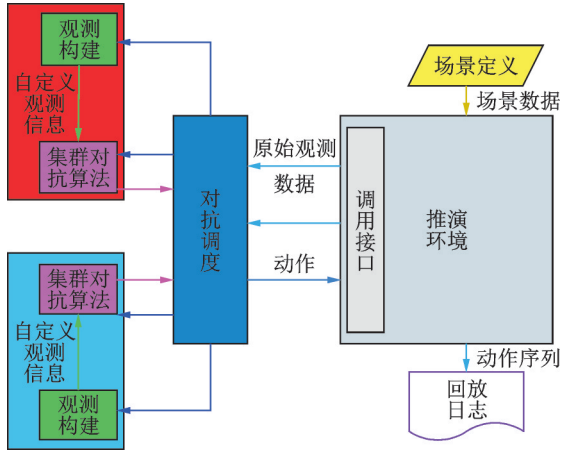 观测
构建
自定义
观测
信息
集群对
抗算法
集群对
抗算法
自定义
观测
信息
观测
构建
对抗调度
原始观测
数据
动作
调用接口
场景定义
场景数据
推演
环境
动作序列
回放
日志